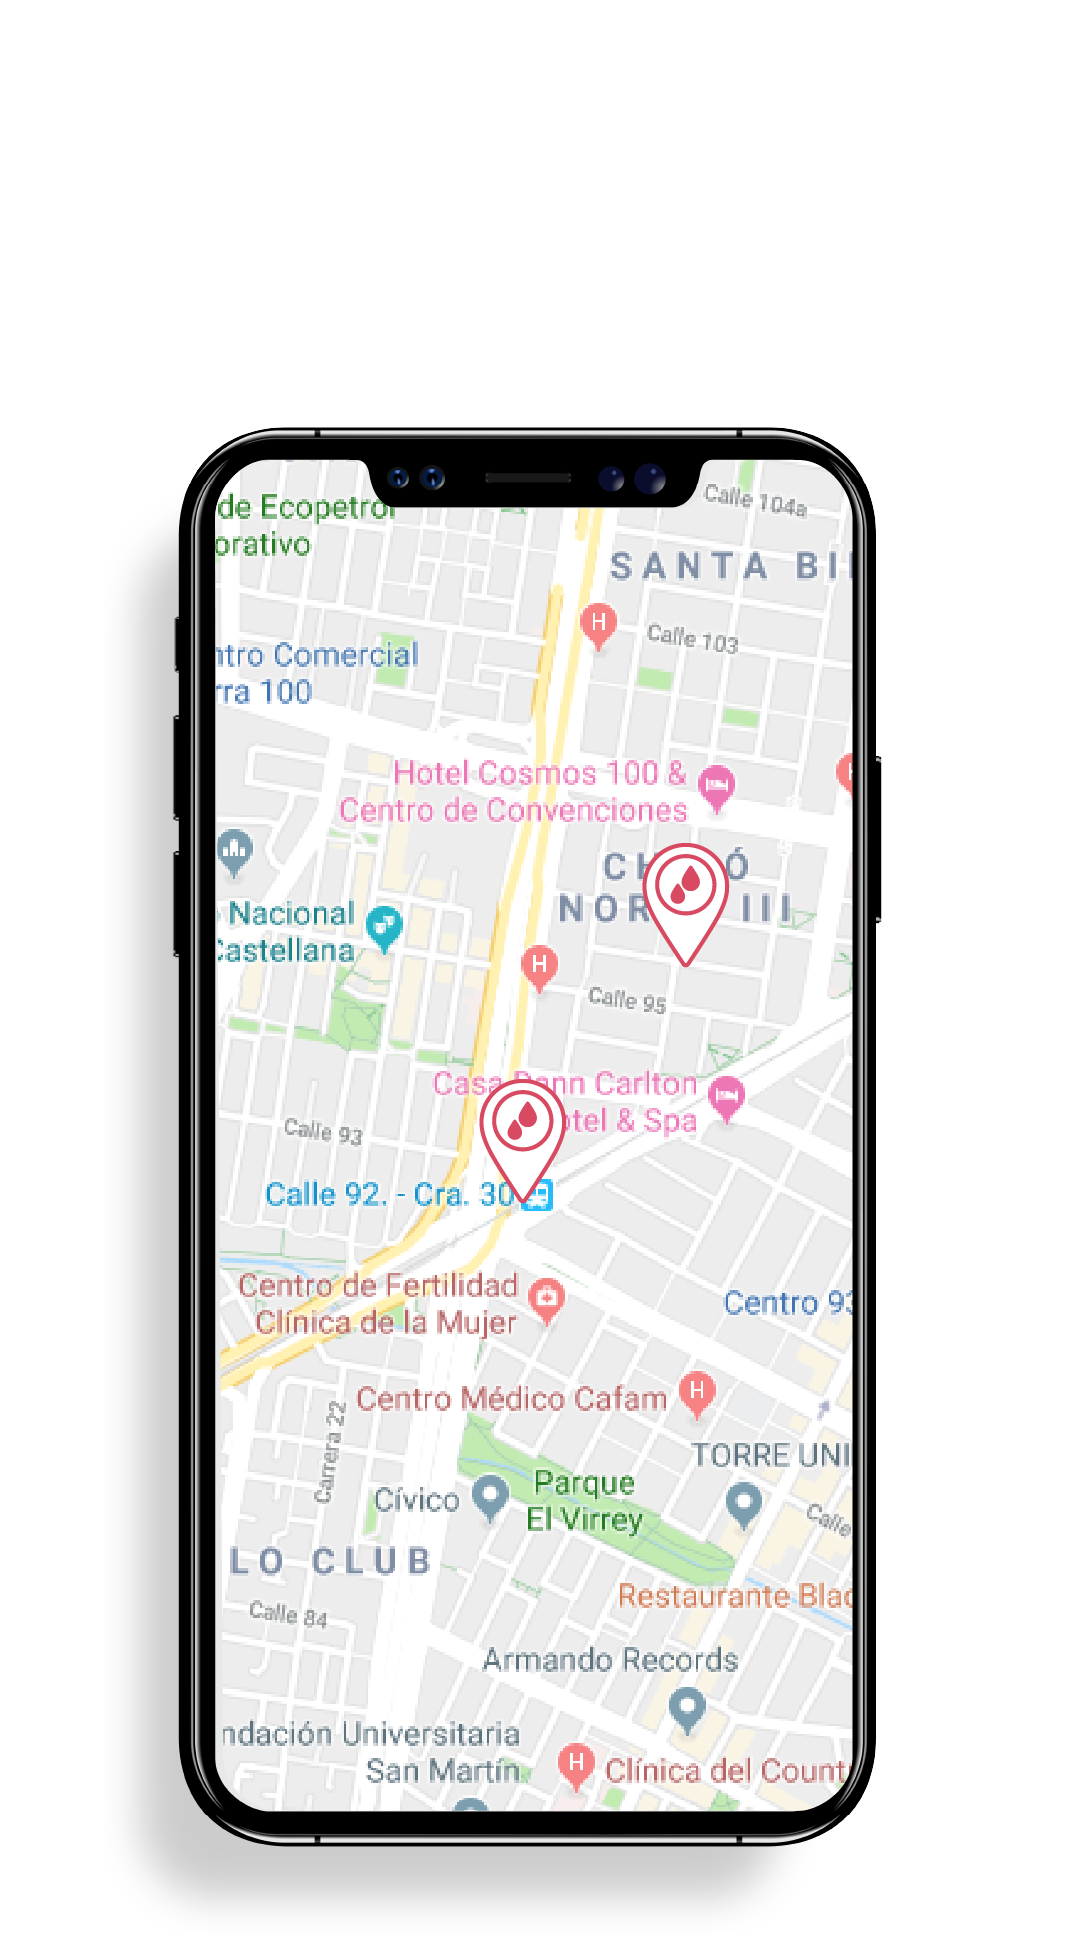 Calle 104a
de Ecopetrol
orativo
SANTA BI
H
Calle 103
ntro Comercial
rra 100
Hotel Cosmos 100 &
Centro de Convenciones
H
CH Ó
NOR III
Nacional
Castellana
H
Calle 95
Casa Dann Carlton
otel & Spa
Calle 93
Calle 92. - Cra. 30
Centro de Fertilidad
Clínica de la Mujer
Centro 93
Centro Médico Cafam
H
Carrera 22
TORRE UNI
Parque
El Virrey
Cívico
Calle
LO CLUB
Restaurante Blac
Calle 84
Armando Records
ndación Universitaria
San Martín
H
Clínica del Count